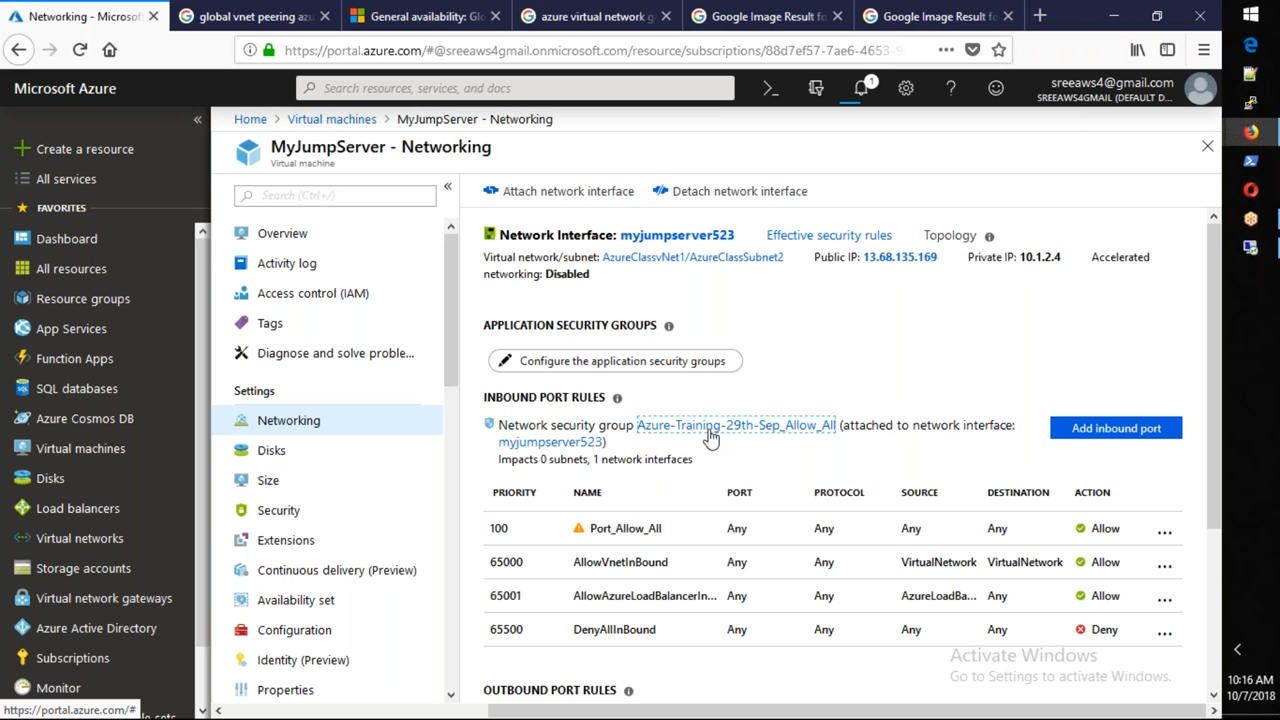 Networking - Microsoft
global vnet peering azu
General availability: Glo
azure virtual network g
Google Image Result fo
Google Image Result fo
https://portal.azure.com/#@sreeaws4gmail.onmicrosoft.com/resource/subscriptions/88d7ef57-7ae6-4653-9
Microsoft Azure
Search resources, services, and docs
1
sreeaws4@gmail.com
SREEAWS4GMAIL (DEFAULT D...
Create a resource
All services
FAVORITES
Dashboard
All resources
Resource groups
App Services
Function Apps
SQL databases
Azure Cosmos DB
Virtual machines
Disks
Load balancers
Virtual networks
Storage accounts
Virtual network gateways
Azure Active Directory
Subscriptions
Monitor
https://portal.azure.com/#
Home > Virtual machines > MyJumpServer - Networking
MyJumpServer - Networking
Virtual machine
Search (Ctrl+/)
Overview
Activity log
Access control (IAM)
Tags
Diagnose and solve proble...
Settings
Networking
Disks
Size
Security
Extensions
Continuous delivery (Preview)
Availability set
Configuration
Identity (Preview)
Properties
Attach network interface Detach network interface
Network Interface: myjumpserver523 Effective security rules Topology
Virtual network/subnet: AzureClassvNet1/AzureClassSubnet2 Public IP: 13.68.135.169 Private IP: 10.1.2.4 Accelerated
networking: Disabled
APPLICATION SECURITY GROUPS
Configure the application security groups
INBOUND PORT RULES
Network security group Azure-Training-29th-Sep_Allow_All (attached to network interface:
myjumpserver523)
Impacts 0 subnets, 1 network interfaces
Add inbound port
PRIORITY NAME PORT PROTOCOL SOURCE DESTINATION ACTION
100 Port_Allow_All Any Any Any Any Allow ...
65000 AllowVnetInBound Any Any VirtualNetwork VirtualNetwork Allow ...
65001 AllowAzureLoadBalancerIn... Any Any AzureLoadBa... Any Allow ...
65500 DenyAllInBound Any Any Any Any Deny ...
OUTBOUND PORT RULES
Activate Windows
Go to Settings to activate Windows.
10:16 AM
10/7/2018